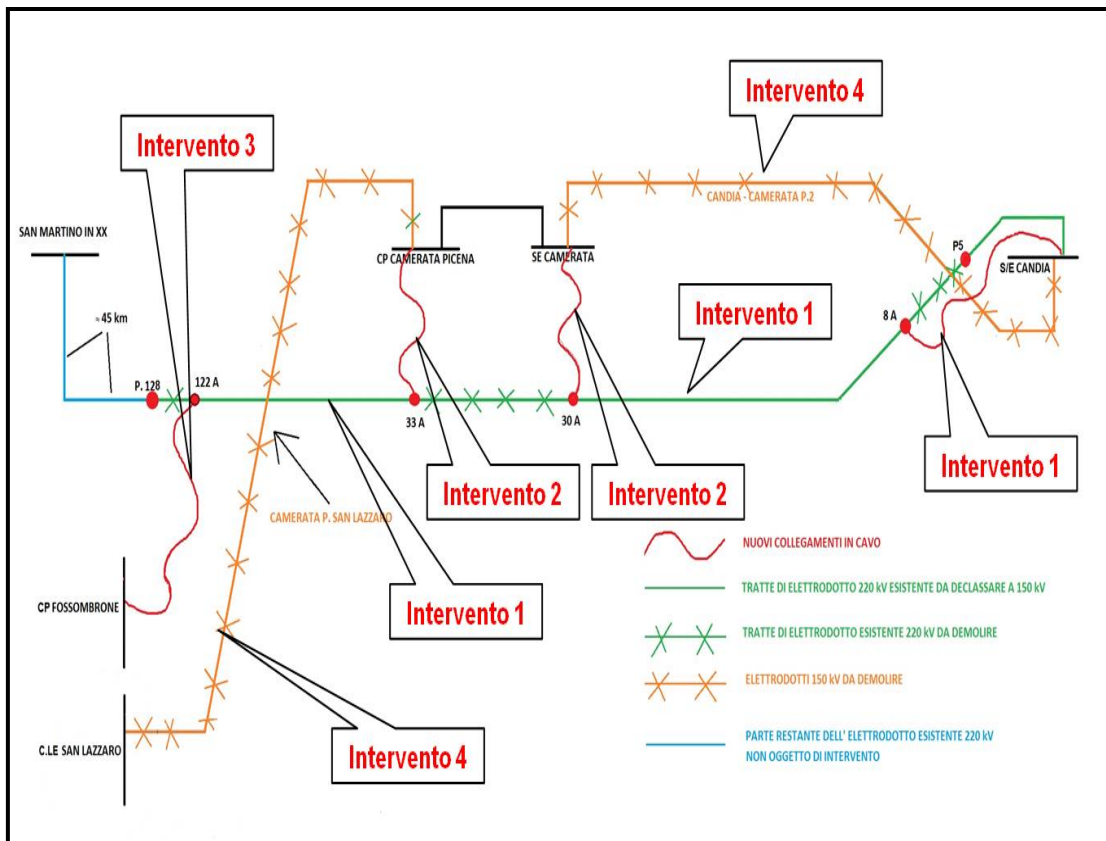 Intervento 4
Intervento 3
CANDIA - CAMERATA P.2
SAN MARTINO IN XX
CP CAMERATA PICENA
SE CAMERATA
P5
S/E CANDIA
≈ 45 km
Intervento 1
8 A
P. 128
122 A
33 A
30 A
Intervento 2
Intervento 2
Intervento 1
CAMERATA P. SAN LAZZARO
NUOVI COLLEGAMENTI IN CAVO
TRATTE DI ELETTRODOTTO 220 kV ESISTENTE DA DECLASSARE A 150 kV
CP FOSSOMBRONE
Intervento 1
TRATTE DI ELETTRODOTTO ESISTENTE 220 kV DA DEMOLIRE
ELETTRODOTTI 150 kV DA DEMOLIRE
C.LE SAN LAZZARO
Intervento 4
PARTE RESTANTE DELL' ELETTRODOTTO ESISTENTE 220 kV
NON OGGETTO DI INTERVENTO